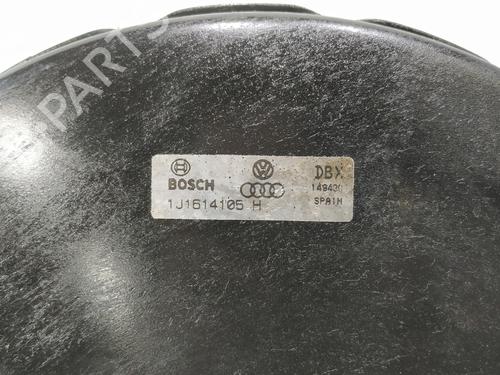 PARTS
BOSCH
DBX
149430
1J1614105 H
SPAIN